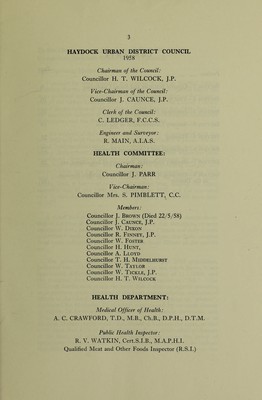 3
HAYDOCK URBAN DISTRICT COUNCIL
1958
Chairman of the Council:
Councillor H. T. WILCOCK, J.P.
Vice-Chairman of the Council:
Councillor J. CAUNCE, J.P.
Clerk of the Council:
C. LEDGER, F.C.C.S.
Engineer and Surveyor:
B. MAIN, A.I.A.S.
HEALTH COMMITTEE:
Chairman:
Councillor J. PARR
Vice-Chairman:
Councillor Mrs. S. PIMBLETT, C.C.
Members:
Councillor J. BROWN (Died 22/5/58)
Councillor J. CAUNCE, J.P.
Councillor W. DIXON
Councillor R. FINNEY, J.P.
Councillor W. FOSTER
Councillor H. HUNT,
Councillor A. LLOYD
Councillor T. H. MIDDELHURST
Councillor W. TAYLOR
Councillor W. TICKLE, J.P.
Councillor H. T. WILCOCK
HEALTH DEPARTMENT:
Medical Officer of Health:
A. C. CRAWFORD, T.D., M.B., Ch.B., D.P.H., D.T.M.
Public Health Inspector:
R. V. WATKIN, Cert.S.I.B., M.A.P.H.I.
Qualified Meat and Other Foods Inspector (R.S.I.)